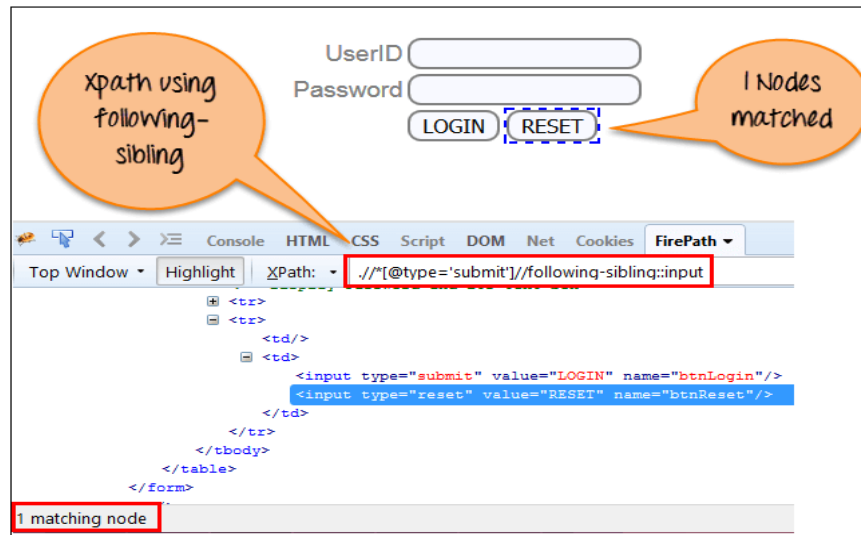 Xpath using
following-
sibling
UserID
Password
LOGIN RESET
1 Nodes
matched
Console HTML CSS Script DOM Net Cookies FirePath
Top Window Highlight XPath: .//*[@type='submit']//following-sibling::input
<tr>
<tr>
<td/>
<td>
<input type="submit" value="LOGIN" name="btnLogin"/>
<input type="reset" value="RESET" name="btnReset"/>
</td>
</tr>
</tbody>
</table>
</form>
1 matching node